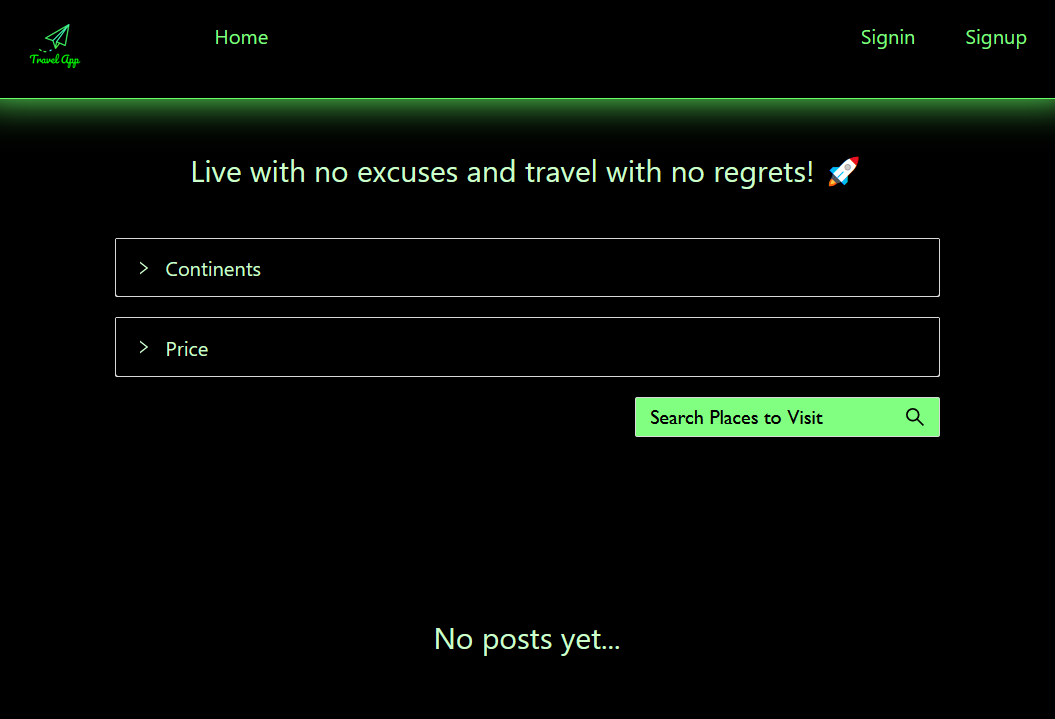 Travel App
Home
Signin
Signup
Live with no excuses and travel with no regrets! 🚀
Continents
Price
Search Places to Visit
No posts yet...